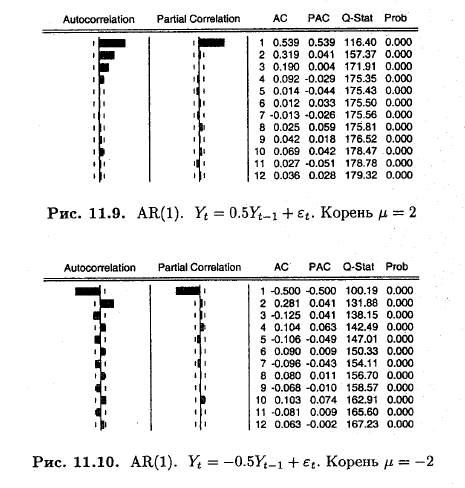 Autocorrelation Partial Correlation AC PAC Q-Stat Prob
1 0.539 0.539 116.40 0.000
2 0.319 0.041 157.37 0.000
3 0.190 0.004 171.91 0.000
4 0.092 -0.029 175.35 0.000
5 0.014 -0.044 175.43 0.000
6 0.012 0.033 175.50 0.000
7 -0.013 -0.026 175.56 0.000
8 0.025 0.059 175.81 0.000
9 0.042 0.018 176.52 0.000
10 0.069 0.042 178.47 0.000
11 0.027 -0.051 178.78 0.000
12 0.036 0.028 179.32 0.000
Рис. 11.9. AR(1). Yₜ = 0.5Yₜ₋₁ + εₜ. Корень μ = 2
Autocorrelation Partial Correlation AC PAC Q-Stat Prob
1 -0.500 -0.500 100.19 0.000
2 0.281 0.041 131.88 0.000
3 -0.125 0.041 138.15 0.000
4 0.104 0.063 142.49 0.000
5 -0.106 -0.049 147.01 0.000
6 0.090 0.009 150.33 0.000
7 -0.096 -0.043 154.11 0.000
8 0.080 0.011 156.70 0.000
9 -0.068 -0.010 158.57 0.000
10 0.103 0.074 162.91 0.000
11 -0.081 0.009 165.60 0.000
12 0.063 -0.002 167.23 0.000
Рис. 11.10. AR(1). Yₜ = −0.5Yₜ₋₁ + εₜ. Корень μ = −2